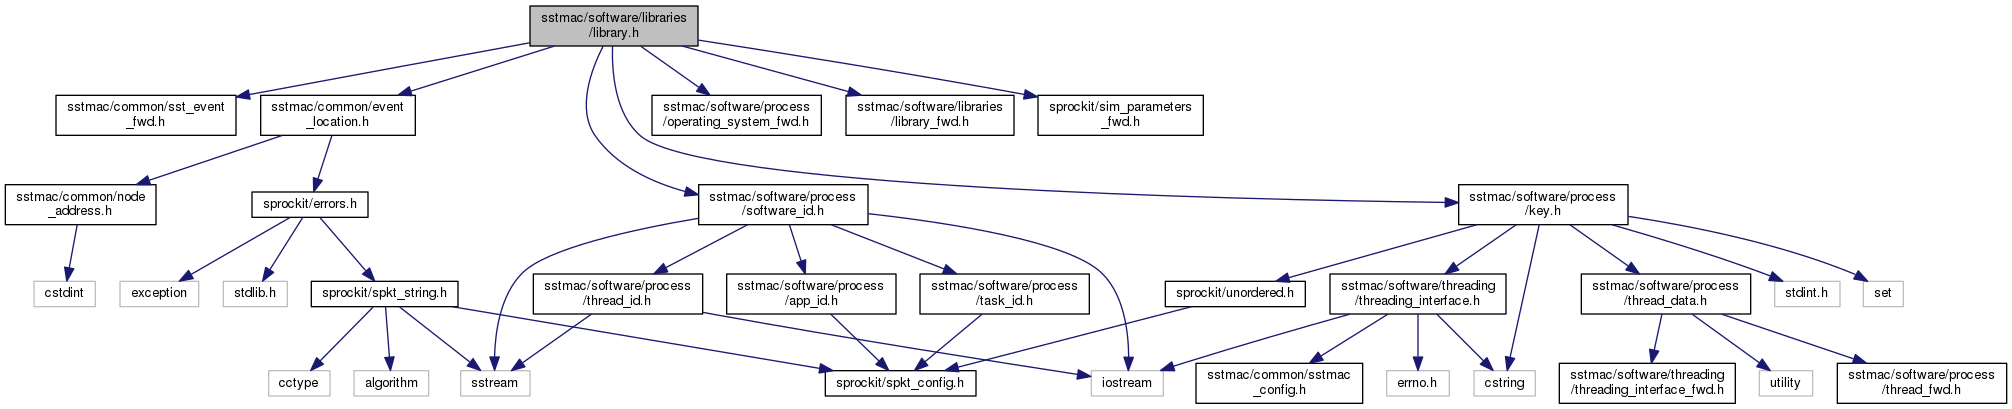 sstmac/software/libraries
/library.h
sstmac/common/sst_event
_fwd.h
sstmac/common/event
_location.h
sstmac/software/process
/operating_system_fwd.h
sstmac/software/libraries
/library_fwd.h
sprockit/sim_parameters
_fwd.h
sstmac/common/node
_address.h
sprockit/errors.h
sstmac/software/process
/software_id.h
sstmac/software/process
/key.h
cstdint
exception
stdlib.h
sprockit/spkt_string.h
sstmac/software/process
/thread_id.h
sstmac/software/process
/app_id.h
sstmac/software/process
/task_id.h
sprockit/unordered.h
sstmac/software/threading
/threading_interface.h
sstmac/software/process
/thread_data.h
stdint.h
set
cctype
algorithm
sstream
sprockit/spkt_config.h
iostream
sstmac/common/sstmac
_config.h
errno.h
cstring
sstmac/software/threading
/threading_interface_fwd.h
utility
sstmac/software/process
/thread_fwd.h